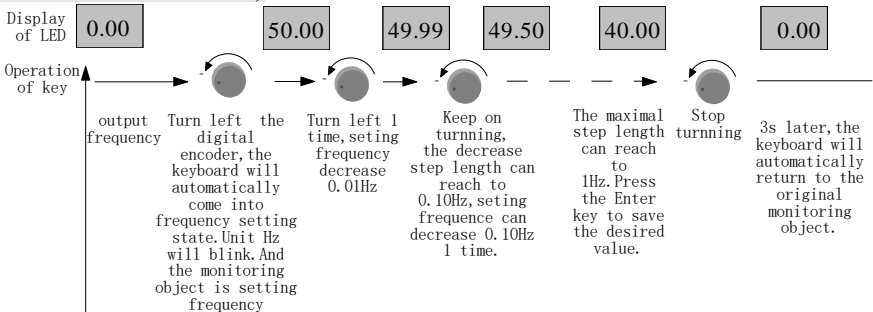 Display
of LED
0.00
50.00
49.99
49.50
40.00
0.00
Operation
of key
output
frequency
Turn left the
digital
encoder,the
keyboard will
automatically
come into
frequency setting
state.Unit Hz
will blink.And
the monitoring
object is setting
frequency
Turn left 1
time,seting
frequency
decrease
0.01Hz
Keep on
turnning,
the decrease
step length can
reach to
0.10Hz,seting
frequence can
decrease 0.10Hz
1 time.
The maximal
step length
can reach
to
1Hz.Press
the Enter
key to save
the desired
value.
Stop
turnning
3s later,the
keyboard will
automatically
return to the
original
monitoring
object.